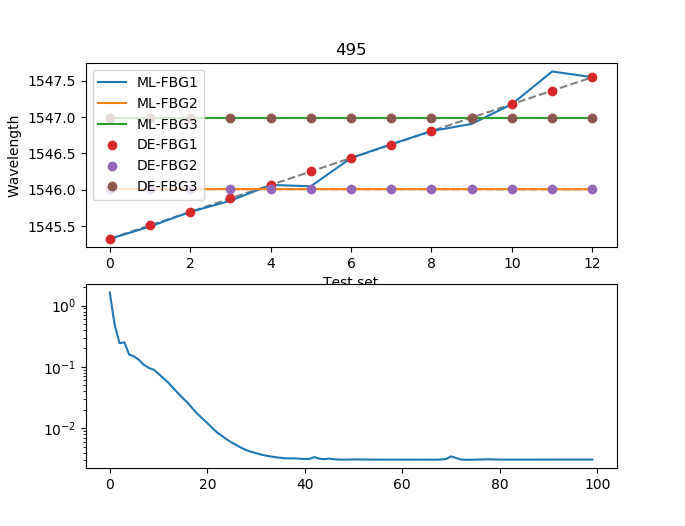 495
Wavelength
1547.5
1547.0
1546.5
1546.0
1545.5
ML-FBG1
ML-FBG2
ML-FBG3
DE-FBG1
DE-FBG2
DE-FBG3
0 2 4 6 8 10 12
Test set
10^0
10^-1
10^-2
0 20 40 60 80 100